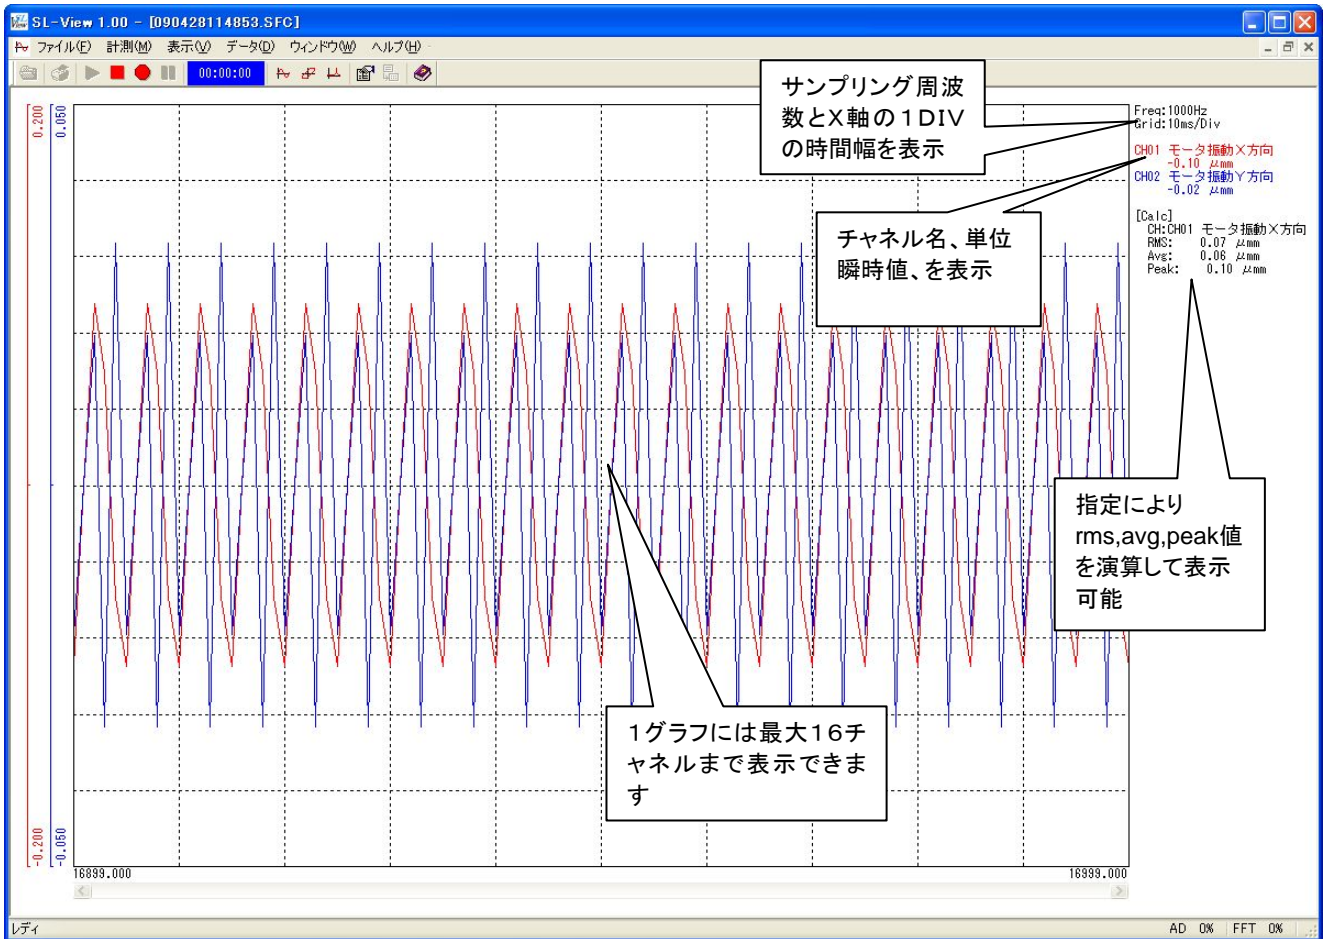 SL-View 1.00 - [090428114853.SFC]
ファイル(F) 計測(M) 表示(V) データ(D) ウィンドウ(W) ヘルプ(H)
00:00:00
サンプリング周波
数とX軸の1DIV
の時間幅を表示
0.200
0.050
Freq:1000Hz
Grid:10ms/Div
CH01 モータ振動X方向
-0.10 μmm
CH02 モータ振動Y方向
-0.02 μmm
[Calc]
CH:CH01 モータ振動X方向
RMS: 0.07 μmm
Avg: 0.06 μmm
Peak: 0.10 μmm
チャネル名、単位
瞬時値、を表示
指定により
rms,avg,peak値
を演算して表示
可能
1グラフには最大16チ
ャネルまで表示できま
す
-0.200
-0.050
16899.000
16999.000
レディ
AD 0% FFT 0%